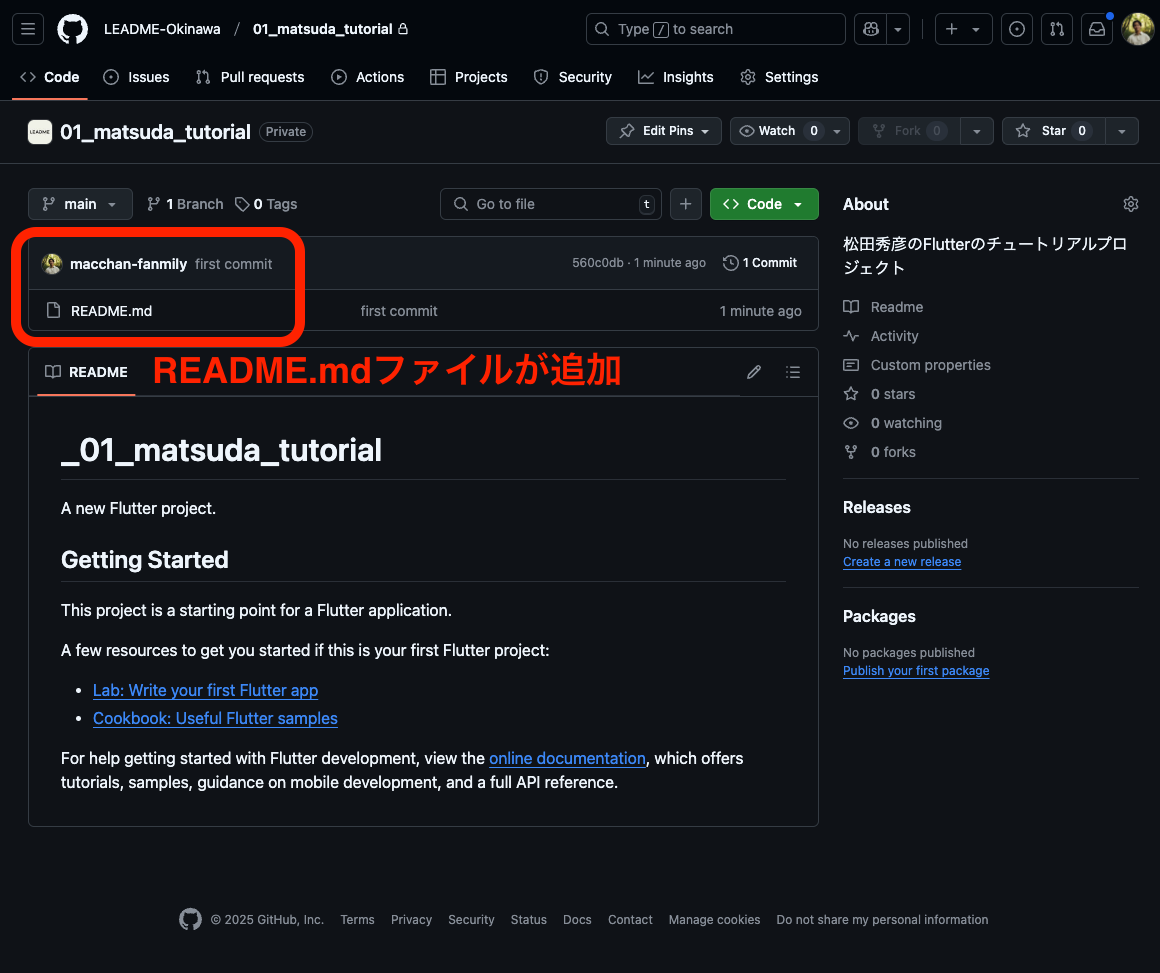 LEADME-Okinawa / 01_matsuda_tutorial
Type / to search
Code
Issues
Pull requests
Actions
Projects
Security
Insights
Settings
LEADME
01_matsuda_tutorial
Private
Edit Pins
Watch 0
Fork 0
Star 0
main
1 Branch
0 Tags
Go to file
t
Code
macchan-fanmily first commit
560c0db · 1 minute ago
1 Commit
README.md
first commit
1 minute ago
README
README.mdファイルが追加
_01_matsuda_tutorial
A new Flutter project.
Getting Started
This project is a starting point for a Flutter application.
A few resources to get you started if this is your first Flutter project:
• Lab: Write your first Flutter app
• Cookbook: Useful Flutter samples
For help getting started with Flutter development, view the online documentation, which offers
tutorials, samples, guidance on mobile development, and a full API reference.
About
松田秀彦のFlutterのチュートリアルプロ
ジェクト
Readme
Activity
Custom properties
0 stars
0 watching
0 forks
Releases
No releases published
Create a new release
Packages
No packages published
Publish your first package
© 2025 GitHub, Inc.
Terms
Privacy
Security
Status
Docs
Contact
Manage cookies
Do not share my personal information